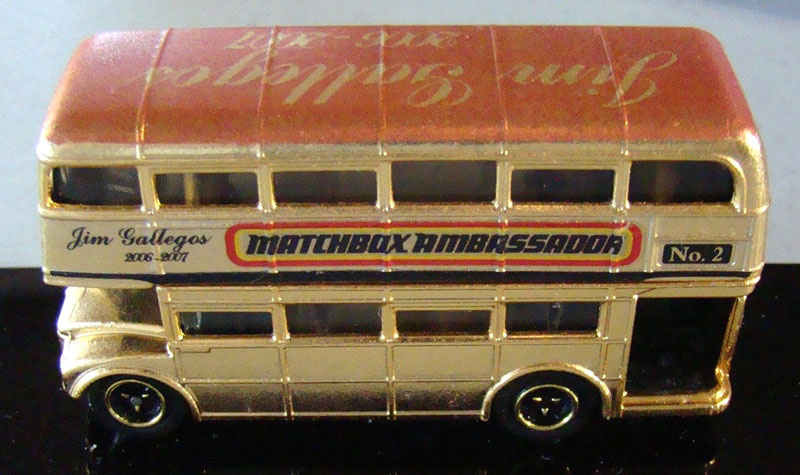 Jim Gallegos
2006-2007
Jim Gallegos
2006-2007
MATCHBOX AMBASSADOR
No. 2